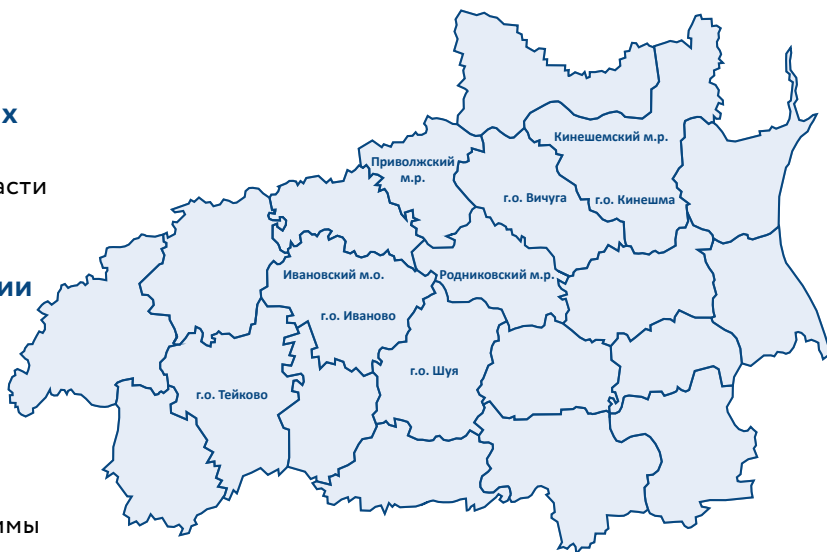 х
асти
ии
имы
Кинешемский м.р.
Приволжский
м.р.
г.о. Вичуга
г.о. Кинешма
Ивановский м.о.
Родниковский м.р.
г.о. Иваново
г.о. Шуя
г.о. Тейково